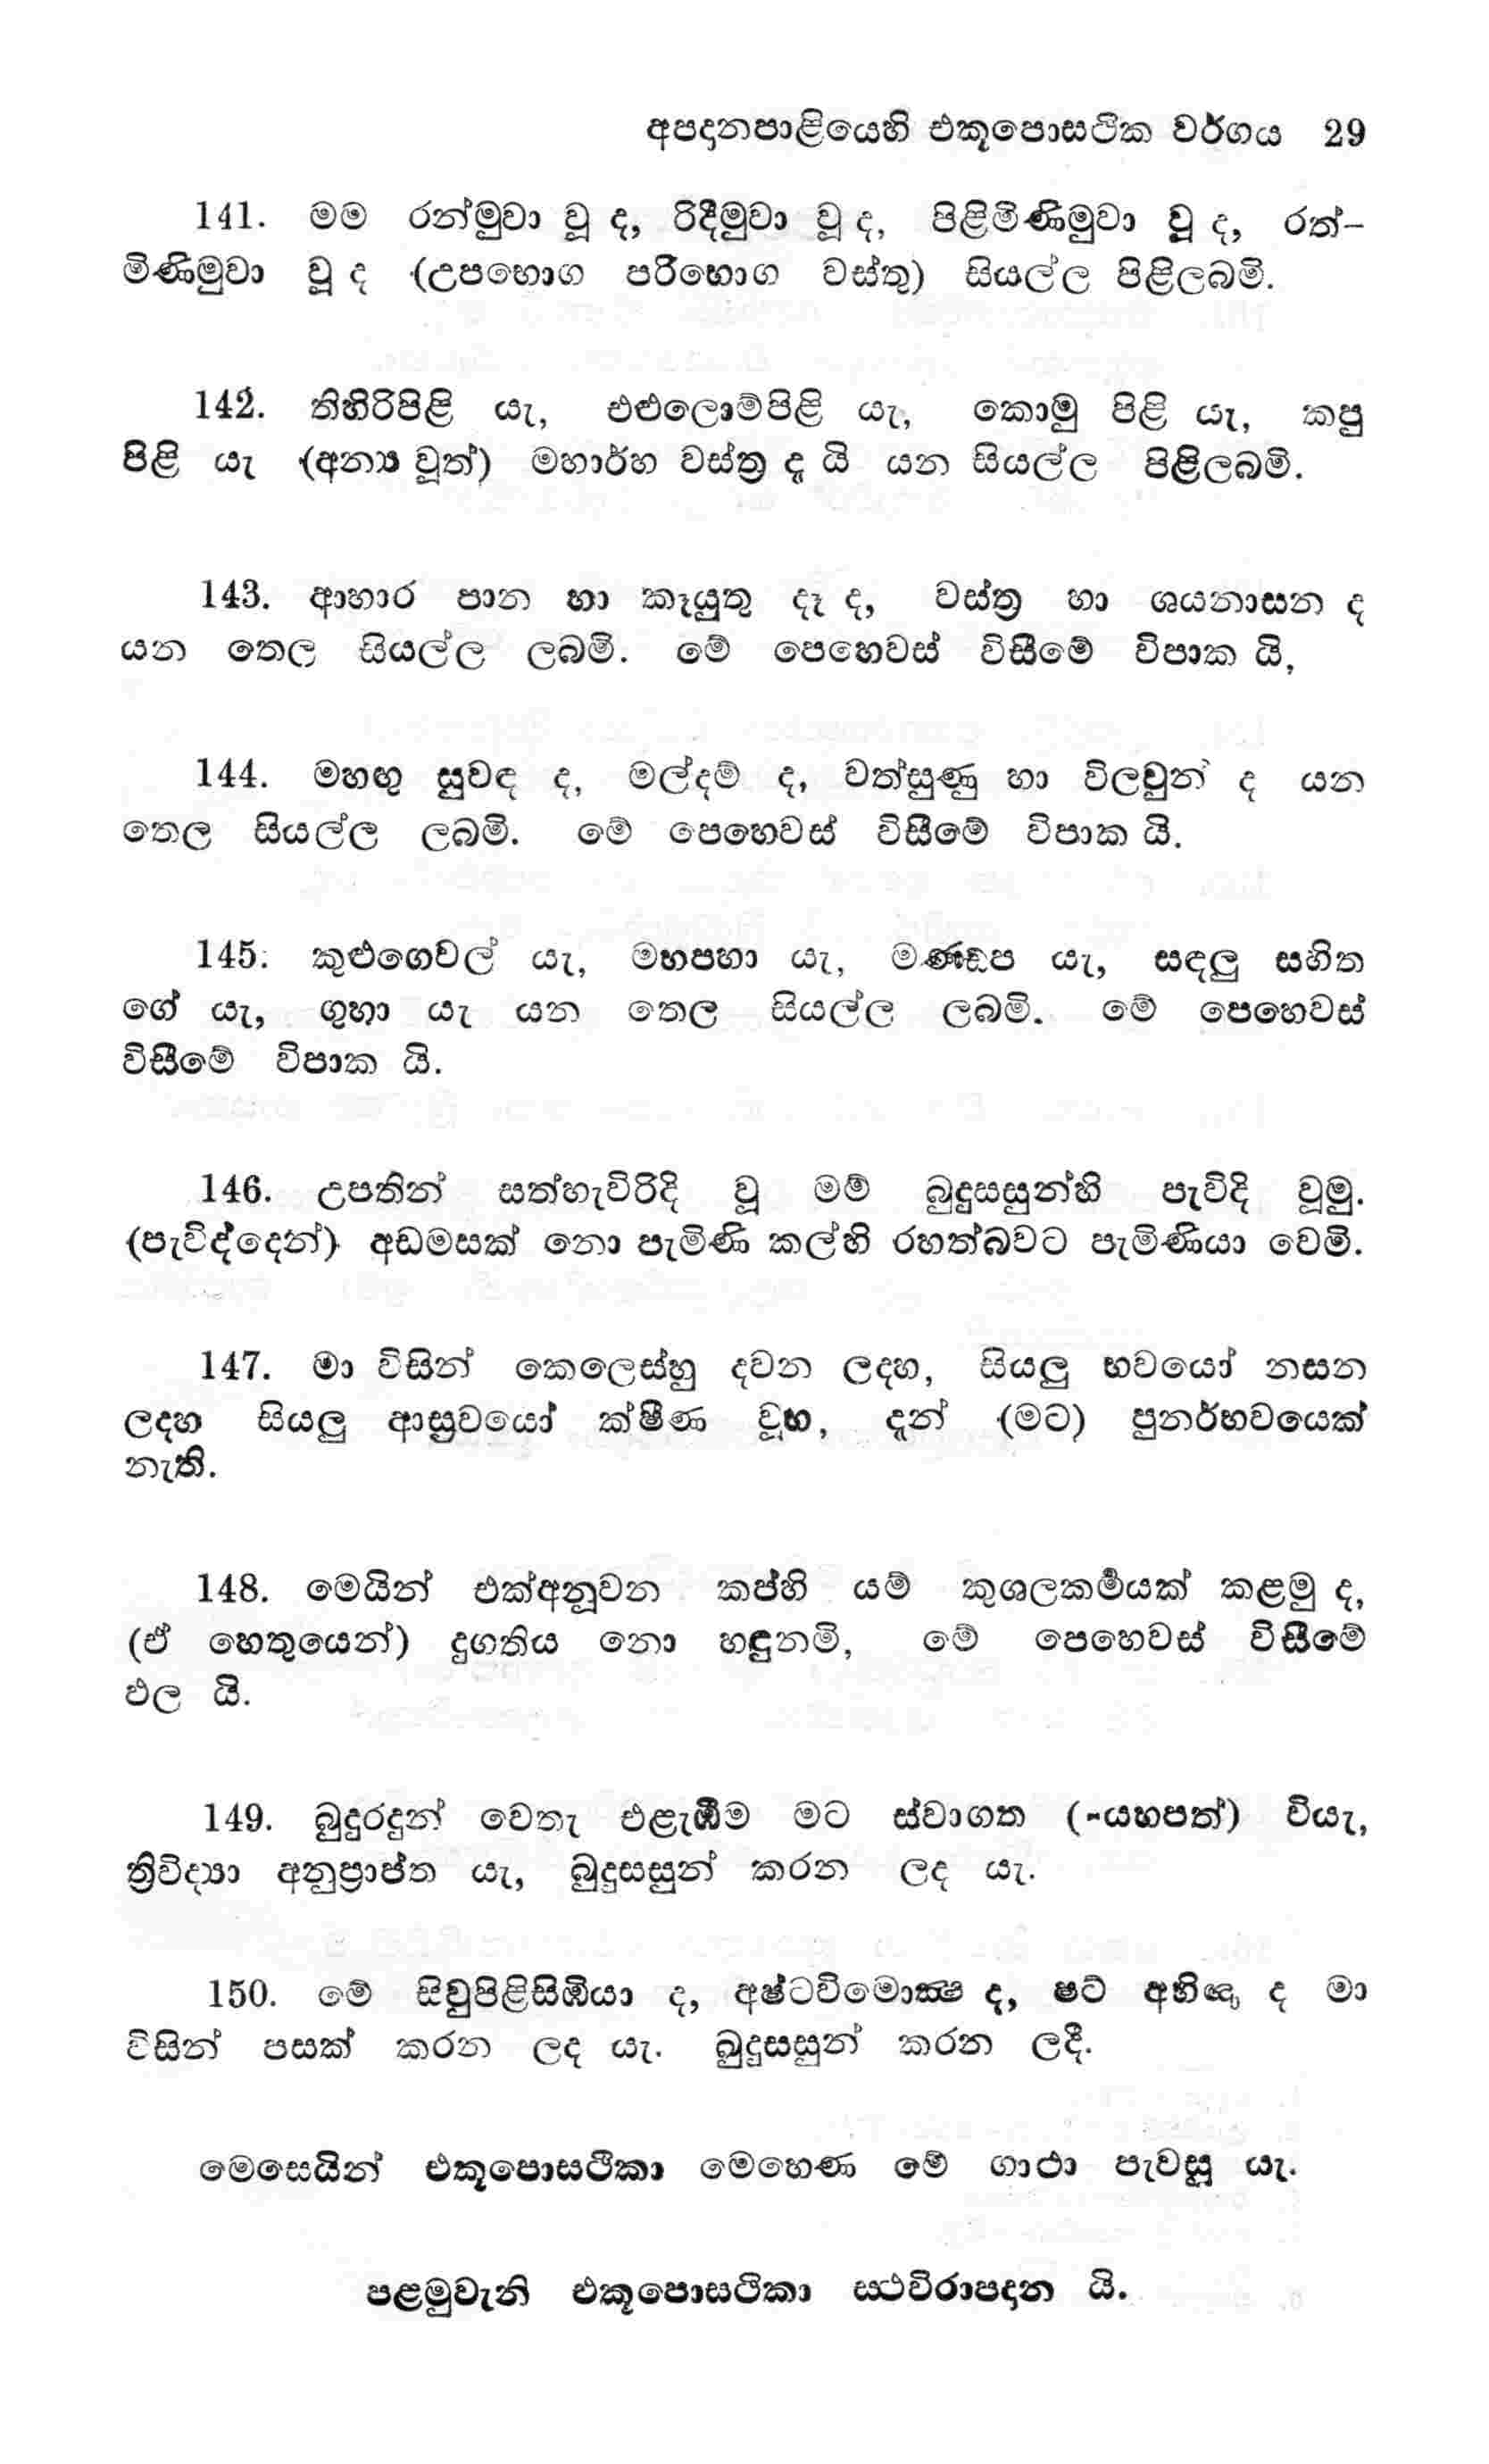 අපදානපාළියෙහි එකූපොසථික වර්ගය 29
141. මම රන්මුවා වූ ද, රිදීමුවා වූ ද, පිළිමිණිමුවා වූ ද, රත්-
මිණිමුවා වූ ද (උපභොග පරිභොග වස්තු) සියල්ල පිළිලබමි.
142. තිහිරිපිළි යැ, එළුලොම්පිළි යැ, කොමු පිළි යැ, කපු
පිළි යැ (අන්‍ය වූත්) මහාර්හ වස්ත්‍ර දැ යි යන සියල්ල පිළිලබමි.
143. ආහාර පාන හා කෑයුතු දෑ ද, වස්ත්‍ර හා ශයනාසන ද
යන තෙල සියල්ල ලබමි. මේ පෙහෙවස් විසීමේ විපාක යි,
144. මහඟු සුවඳ ද, මල්දම් ද, වත්සුණු හා විලවුන් ද යන
තෙල සියල්ල ලබමි. මේ පෙහෙවස් විසීමේ විපාක යි.
145. කුළුගෙවල් යැ, මහපහා යැ, මණ්‍ඩප යැ, සඳලු සහිත
ගේ යැ, ගුහා යැ යන තෙල සියල්ල ලබමි. මේ පෙහෙවස්
විසීමේ විපාක යි.
146. උපතින් සත්හැවිරිදි වූ මම් බුදුසසුන්හි පැවිදි වූමු.
(පැවිද්දෙන්) අඩමසක් නො පැමිණි කල්හි රහත්බවට පැමිණියා වෙමි.
147. මා විසින් කෙලෙස්හු දවන ලදහ, සියලු භවයෝ නසන
ලදහ සියලු ආස්‍රවයෝ ක්ෂීණ වූහ, දැන් (මට) පුනර්භවයෙක්
නැති.
148. මෙයින් එක්අනූවන කප්හි යම් කුශලකර්‍මයක් කළමු ද,
(ඒ හෙතුයෙන්) දුගතිය නො හඳුනමි, මේ පෙහෙවස් විසීමේ
ඵල යි.
149. බුදුරදුන් වෙතැ එළැඹීම මට ස්වාගත (-යහපත්) වියැ,
ත්‍රිවිද්‍යා අනුප්‍රාප්ත යැ, බුදුසසුන් කරන ලද යැ.
150. මේ සිවුපිළිසිඹියා ද, අෂ්ටවිමොක්‍ෂ ද, ෂට් අභිඥා ද මා
විසින් පසක් කරන ලද යැ. බුදුසසුන් කරන ලදී.
මෙසෙයින් එකූපොසථිකා මෙහෙණ මේ ගාථා පැවසූ යැ.
පළමුවැනි එකූපොසථිකා ස්‍ථවිරාපදාන යි.